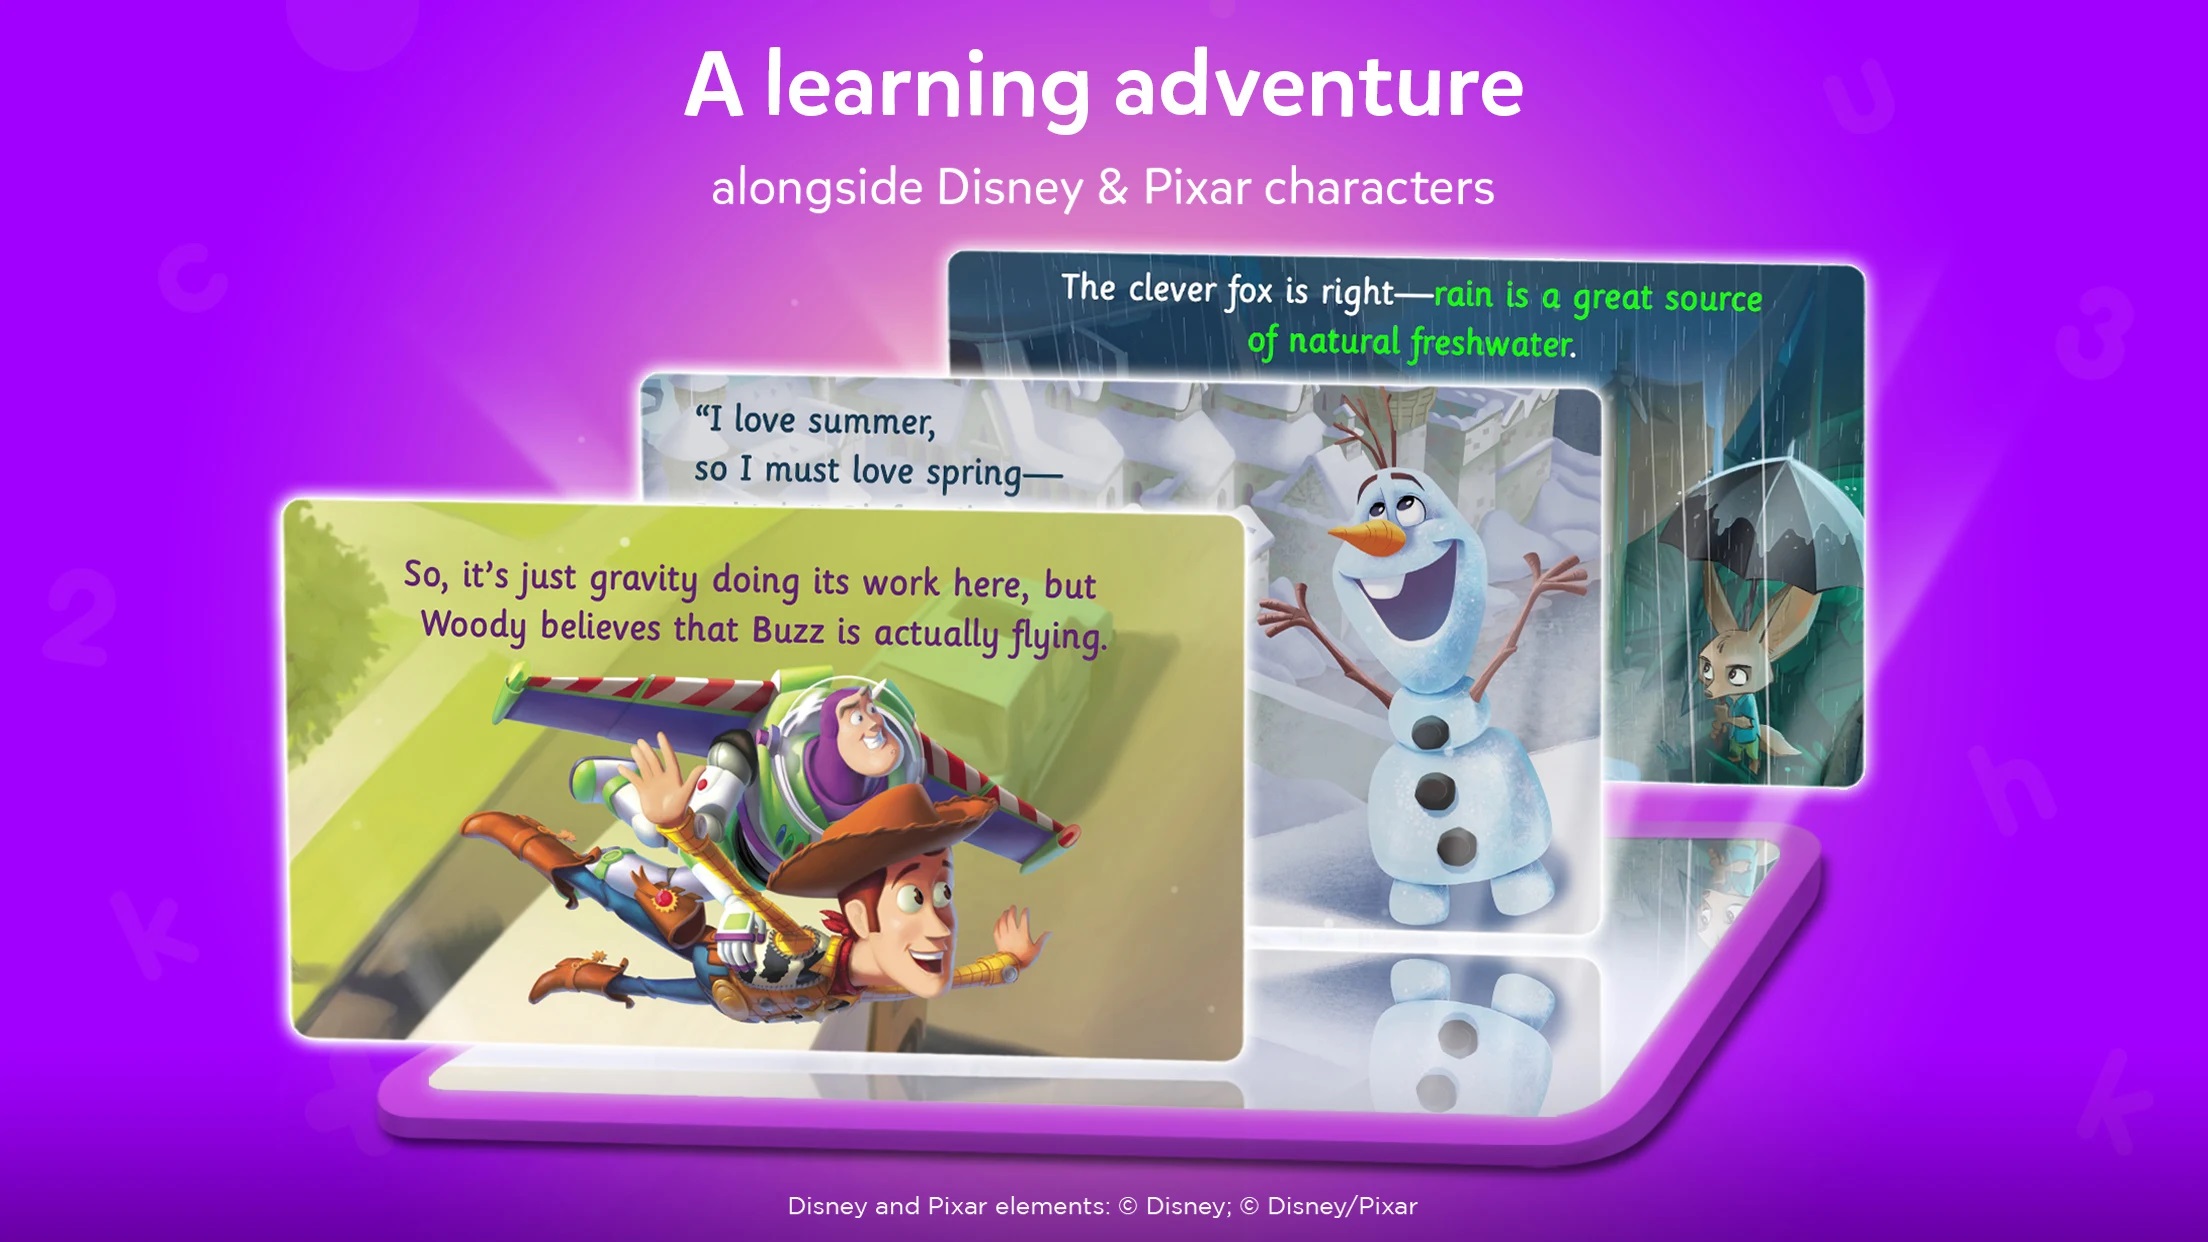 A learning adventure
alongside Disney & Pixar characters
The clever fox is right—rain is a great source
of natural freshwater.
“I love summer,
so I must love spring—
So, it’s just gravity doing its work here, but
Woody believes that Buzz is actually flying.
c
2
k
u
3
h
k
Disney and Pixar elements: © Disney; © Disney/Pixar